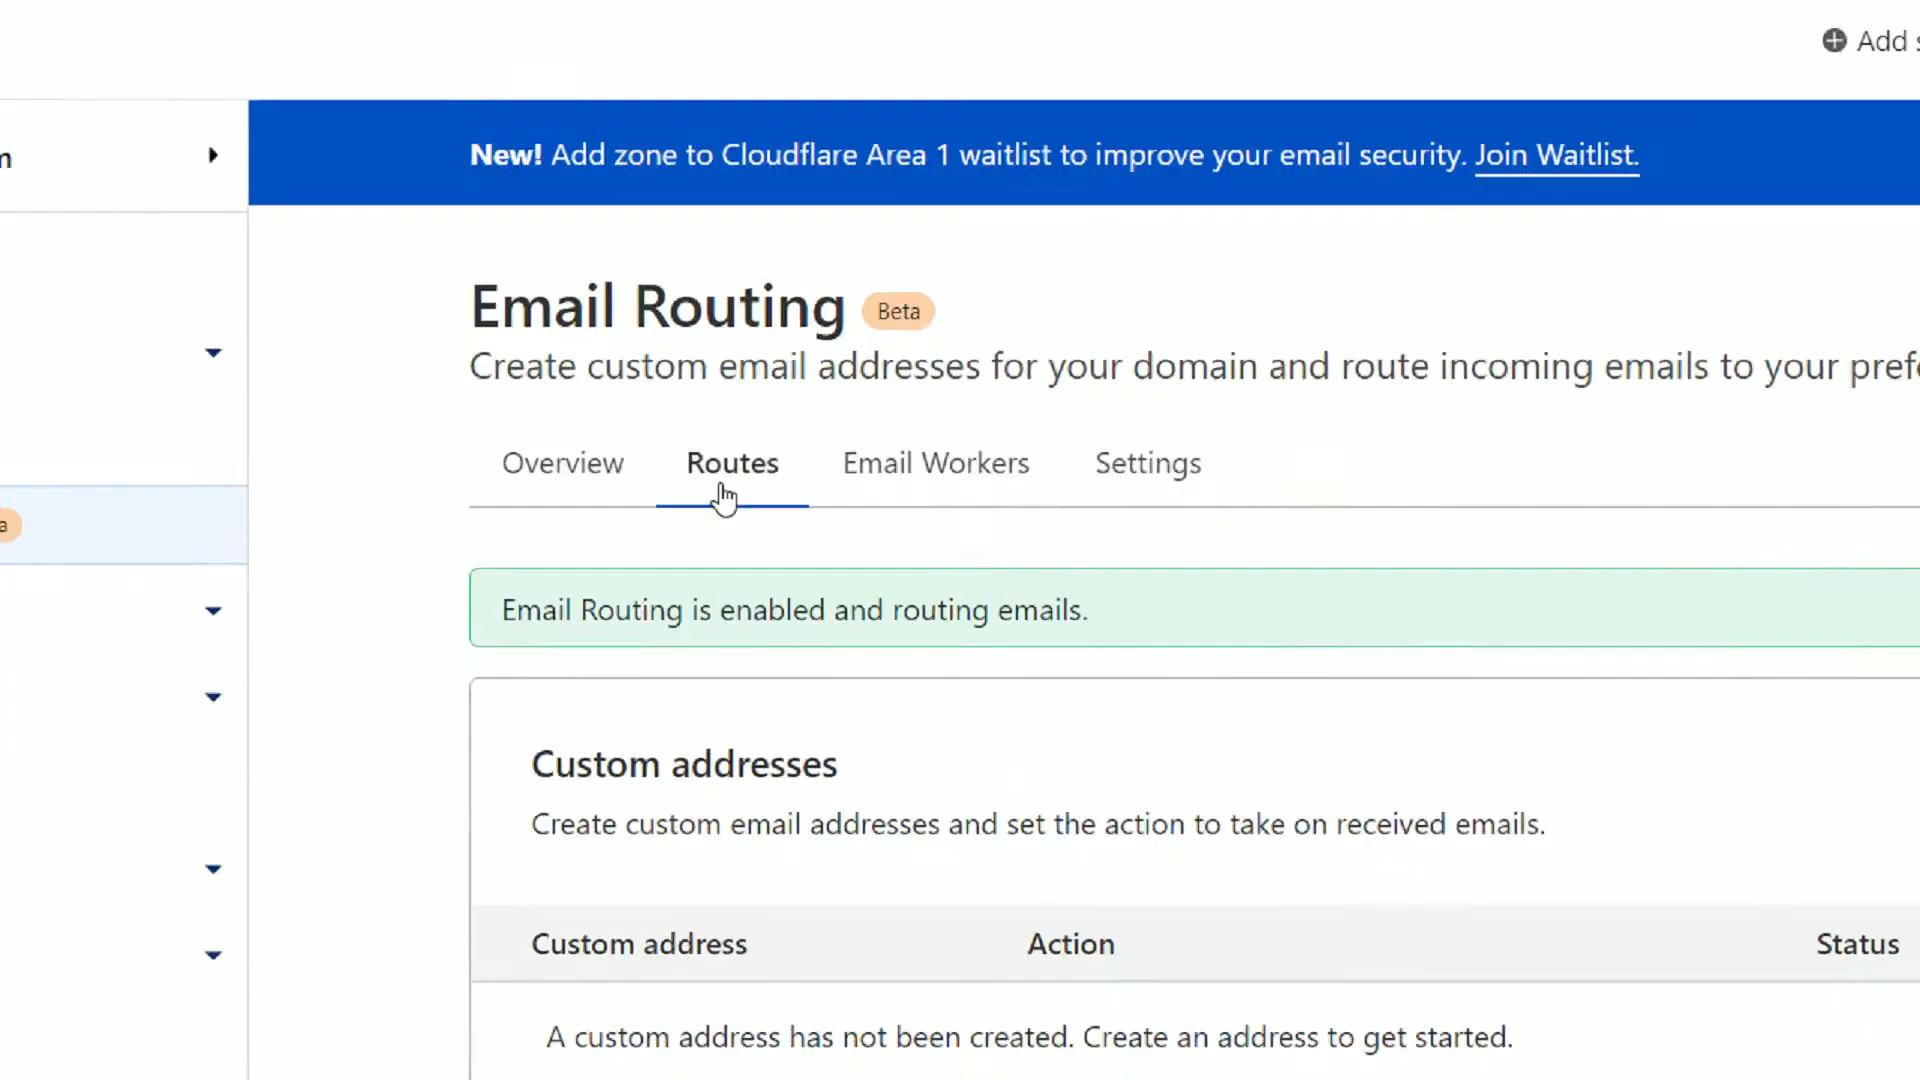 Add
New! Add zone to Cloudflare Area 1 waitlist to improve your email security. Join Waitlist.
Email Routing Beta
Create custom email addresses for your domain and route incoming emails to your
Overview Routes Email Workers Settings
Email Routing is enabled and routing emails.
Custom addresses
Create custom email addresses and set the action to take on received emails.
Custom address Action Status
A custom address has not been created. Create an address to get started.